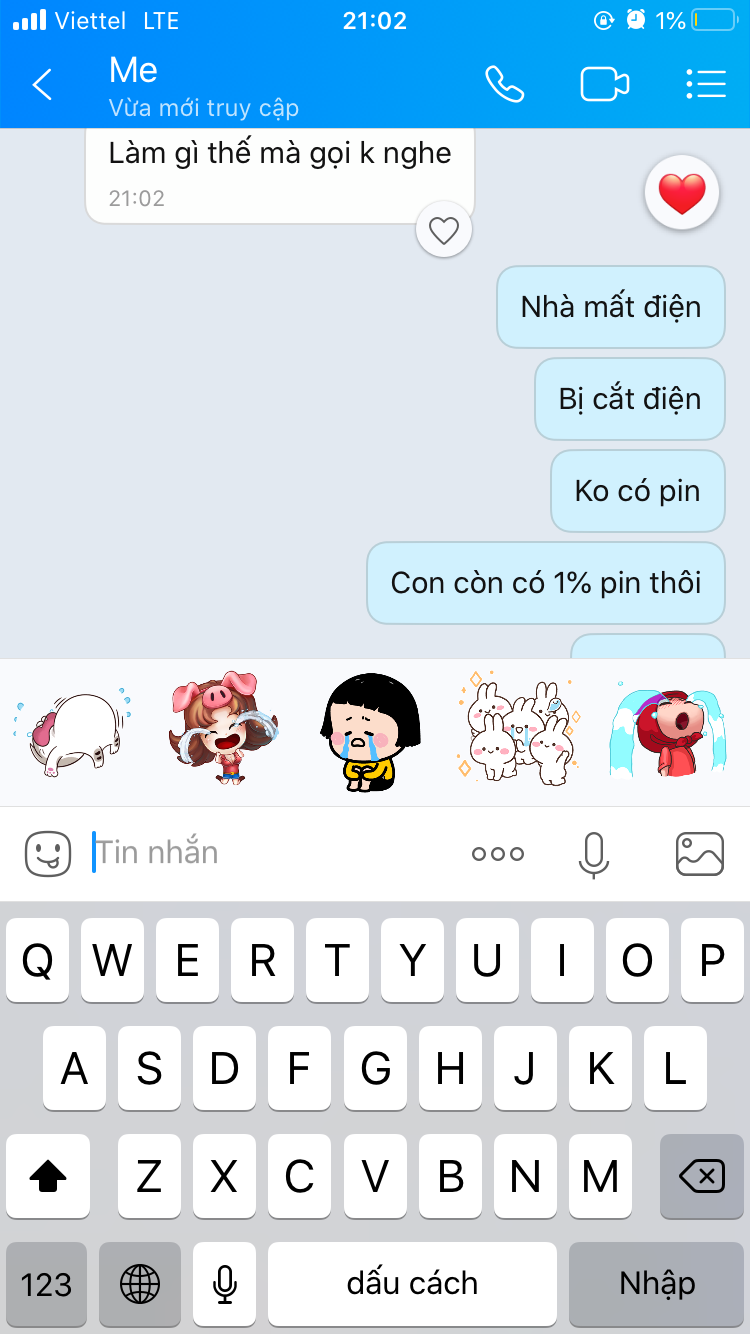 Viettel LTE 21:02 1%
Me
Vừa mới truy cập
Làm gì thế mà gọi k nghe
21:02
Nhà mất điện
Bị cắt điện
Ko có pin
Con còn có 1% pin thôi
Tin nhắn
Q W E R T Y U I O P
A S D F G H J K L
Z X C V B N M
123 dấu cách Nhập